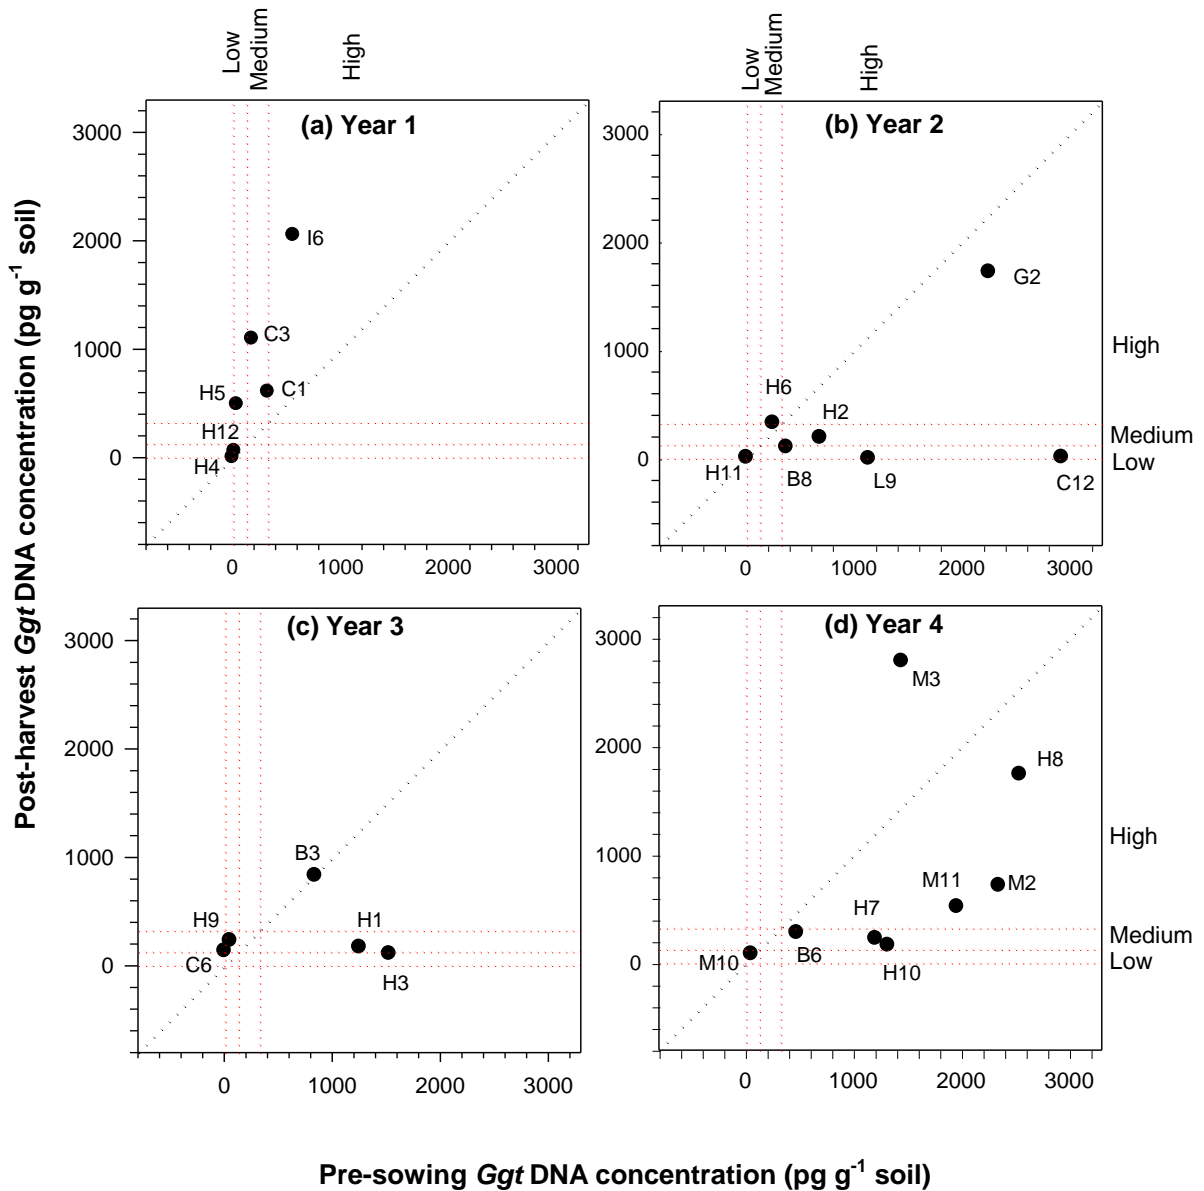 Low
Medium
High
Low
Medium
High
(a) Year 1
3000
2000
1000
0
I6
C3
C1
H5
H12
H4
0
1000
2000
3000
(b) Year 2
3000
2000
1000
0
G2
H6
H2
H11
B8
L9
C12
0
1000
2000
3000
High
Medium
Low
(c) Year 3
3000
2000
1000
0
B3
H9
H1
C6
H3
0
1000
2000
3000
(d) Year 4
3000
2000
1000
0
M3
H8
M11
M2
H7
M10
B6
H10
0
1000
2000
3000
High
Medium
Low
Post-harvest Ggt DNA concentration (pg g⁻¹ soil)
Pre-sowing Ggt DNA concentration (pg g⁻¹ soil)